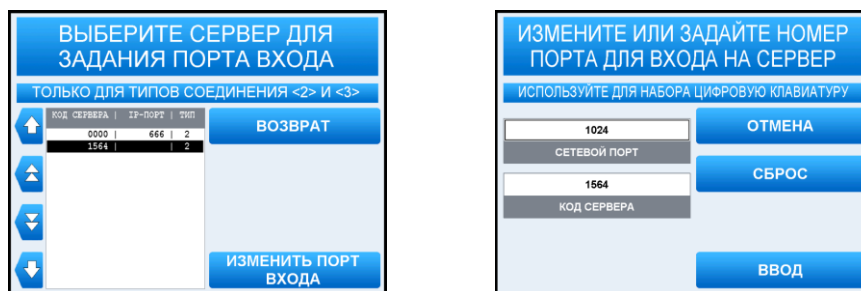 ВЫБЕРИТЕ СЕРВЕР ДЛЯ
ЗАДАНИЯ ПОРТА ВХОДА
ТОЛЬКО ДЛЯ ТИПОВ СОЕДИНЕНИЯ <2> И <3>
КОД СЕРВЕРА | IP-ПОРТ | ТИП
0000 | 666 | 2
1564 | | 2
ВОЗВРАТ
ИЗМЕНИТЬ ПОРТ
ВХОДА
ИЗМЕНИТЕ ИЛИ ЗАДАЙТЕ НОМЕР
ПОРТА ДЛЯ ВХОДА НА СЕРВЕР
ИСПОЛЬЗУЙТЕ ДЛЯ НАБОРА ЦИФРОВУЮ КЛАВИАТУРУ
1024
СЕТЕВОЙ ПОРТ
1564
КОД СЕРВЕРА
ОТМЕНА
СБРОС
ВВОД